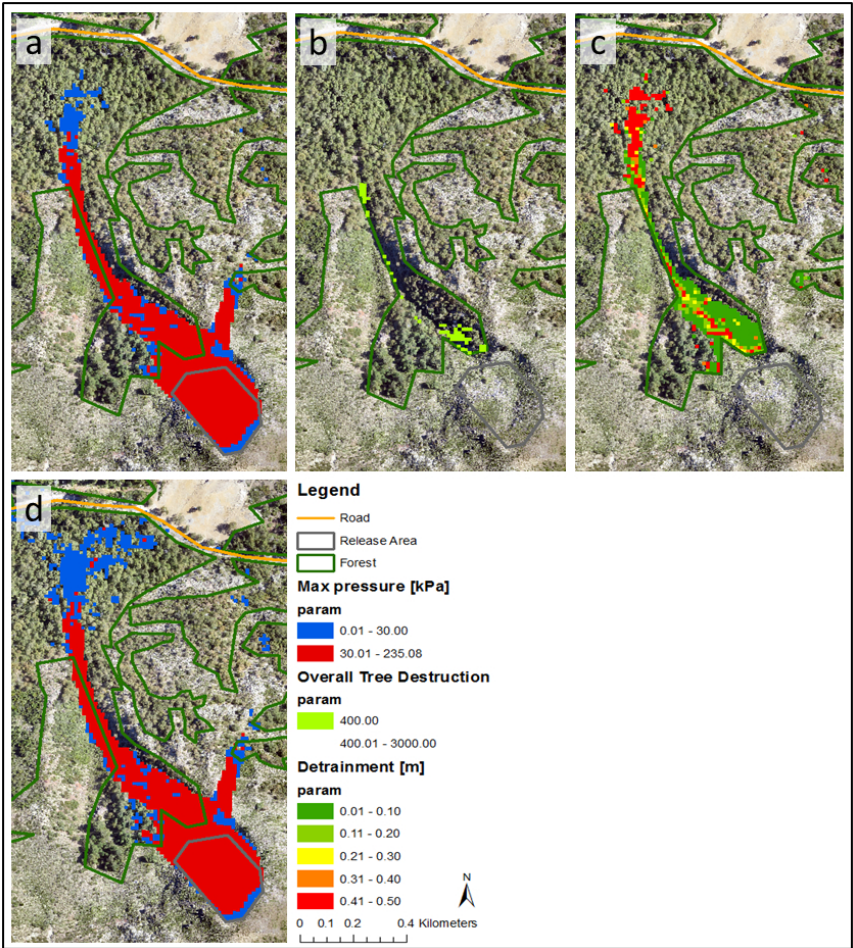 a
b
c
d
Legend
Road
Release Area
Forest
Max pressure [kPa]
param
0.01 - 30.00
30.01 - 235.08
Overall Tree Destruction
param
400.00
400.01 - 3000.00
Detrainment [m]
param
0.01 - 0.10
0.11 - 0.20
0.21 - 0.30
0.31 - 0.40
0.41 - 0.50
N
0 0.1 0.2 0.4 Kilometers